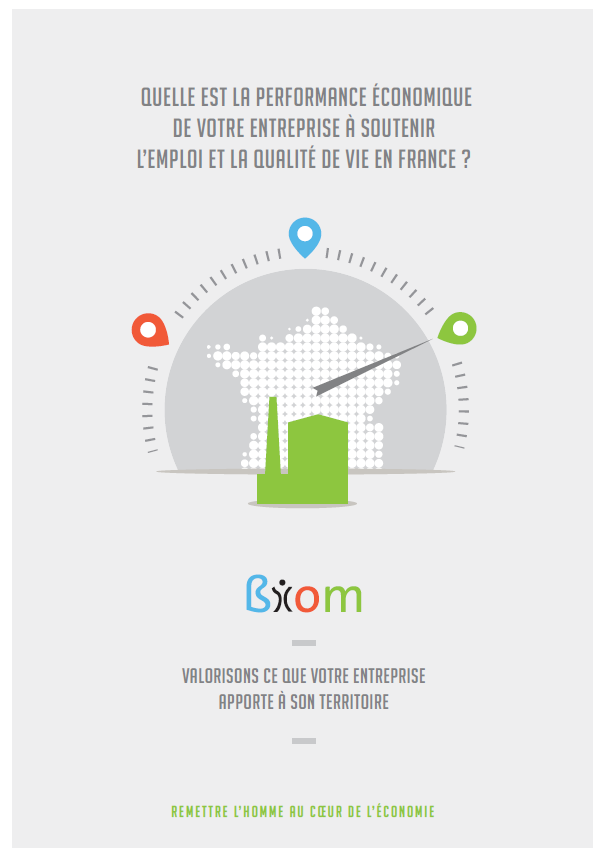 QUELLE EST LA PERFORMANCE ÉCONOMIQUE
DE VOTRE ENTREPRISE À SOUTENIR
L'EMPLOI ET LA QUALITÉ DE VIE EN FRANCE ?
Biom
VALORISONS CE QUE VOTRE ENTREPRISE
APPORTE À SON TERRITOIRE
REMETTRE L'HOMME AU CŒUR DE L'ÉCONOMIE